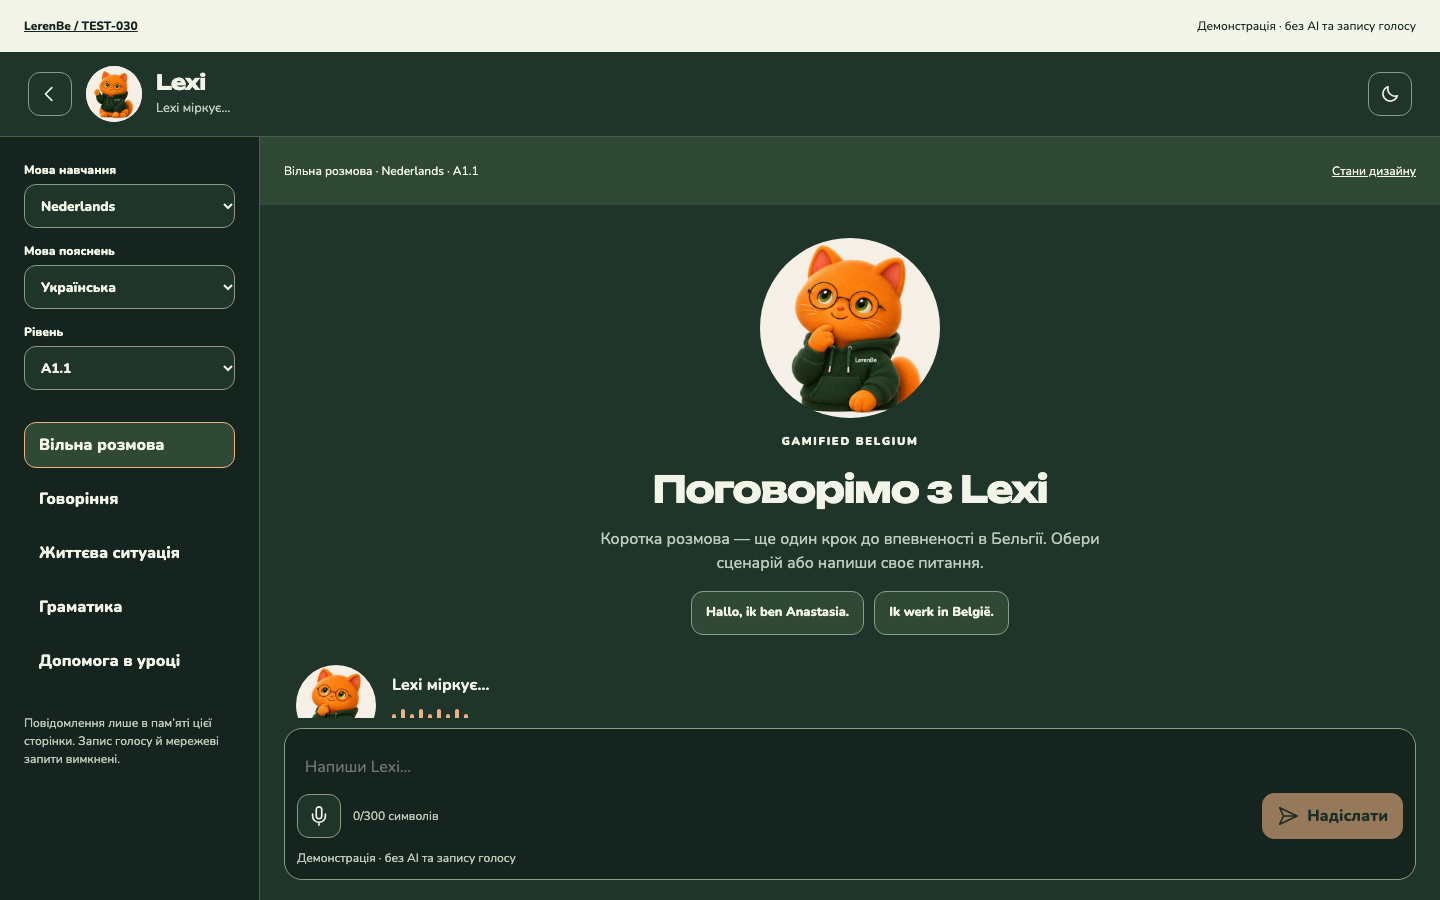 LerenBe / TEST-030
Демонстрація · без AI та запису голосу
Lexi
Lexi міркує...
Мова навчання
Nederlands
Мова пояснень
Українська
Рівень
A1.1
Вільна розмова
Говоріння
Життєва ситуація
Граматика
Допомога в уроці
Повідомлення лише в пам'яті цієї
сторінки. Запис голосу й мережеві
запити вимкнені.
Вільна розмова · Nederlands · A1.1
Стани дизайну
LerenBe
GAMIFIED BELGIUM
Поговорімо з Lexi
Коротка розмова — ще один крок до впевненості в Бельгії. Обери
сценарій або напиши своє питання.
Hallo, ik ben Anastasia.
Ik werk in België.
Lexi міркує...
Напиши Lexi...
0/300 символів
Надіслати
Демонстрація · без AI та запису голосу